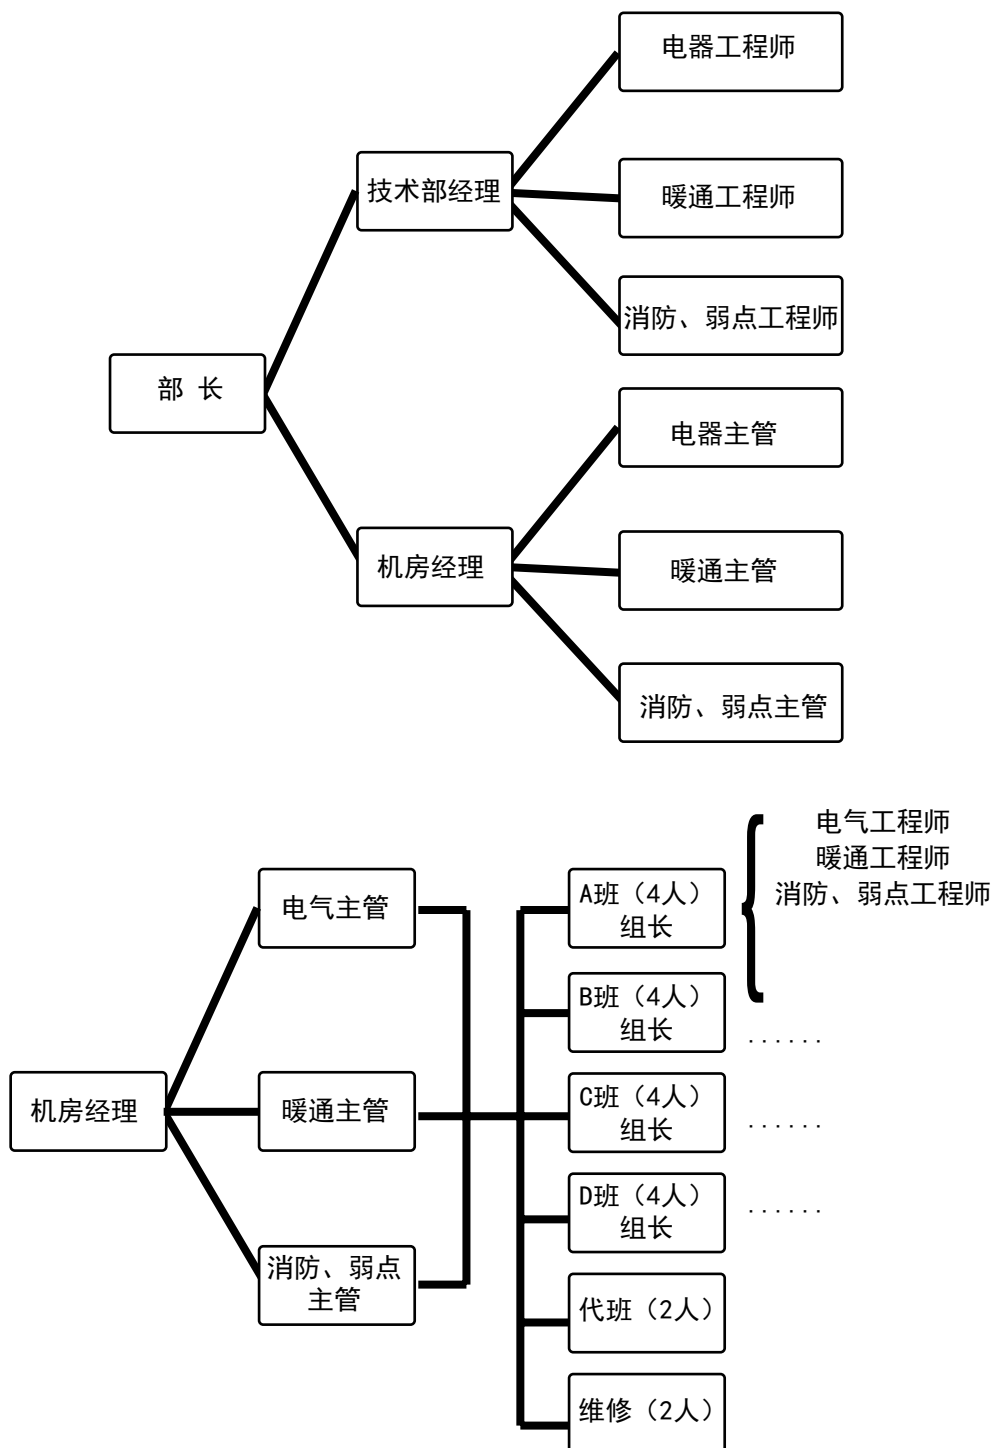 电器工程师
技术部经理
暖通工程师
消防、弱点工程师
部 长
电器主管
机房经理
暖通主管
消防、弱点主管
电气工程师
暖通工程师
消防、弱点工程师
电气主管
A班（4人）
组长
B班（4人）
组长
......
机房经理
暖通主管
C班（4人）
组长
......
D班（4人）
组长
......
消防、弱点
主管
代班（2人）
维修（2人）